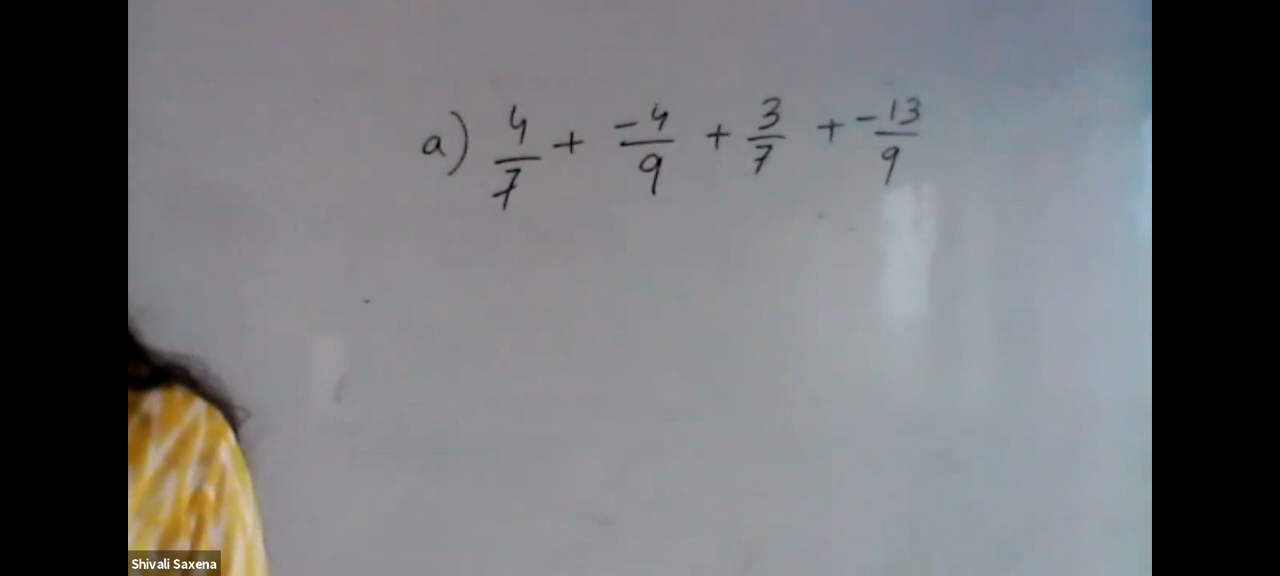 a) 4/7 + -4/9 + 3/7 + -13/9
Shivali Saxena